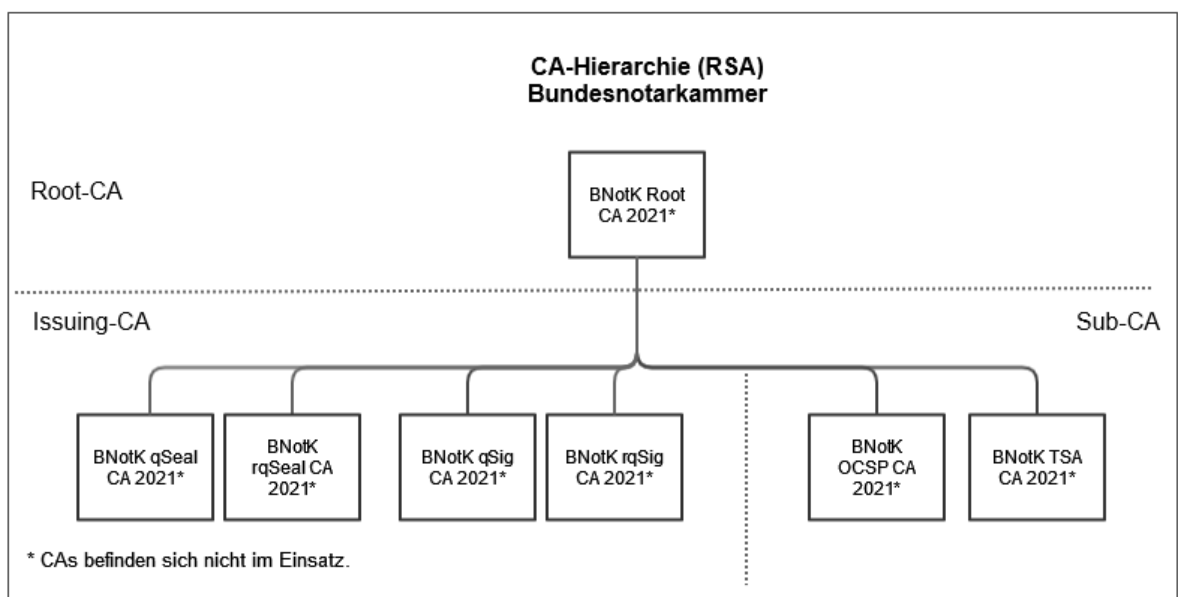 CA-Hierarchie (RSA)
Bundesnotarkammer
Root-CA
BNotK Root
CA 2021*
Issuing-CA
Sub-CA
BNotK qSeal
CA 2021*
BNotK
rqSeal CA
2021*
BNotK qSig
CA 2021*
BNotK rqSig
CA 2021*
BNotK
OCSP CA
2021*
BNotK TSA
CA 2021*
* CAs befinden sich nicht im Einsatz.